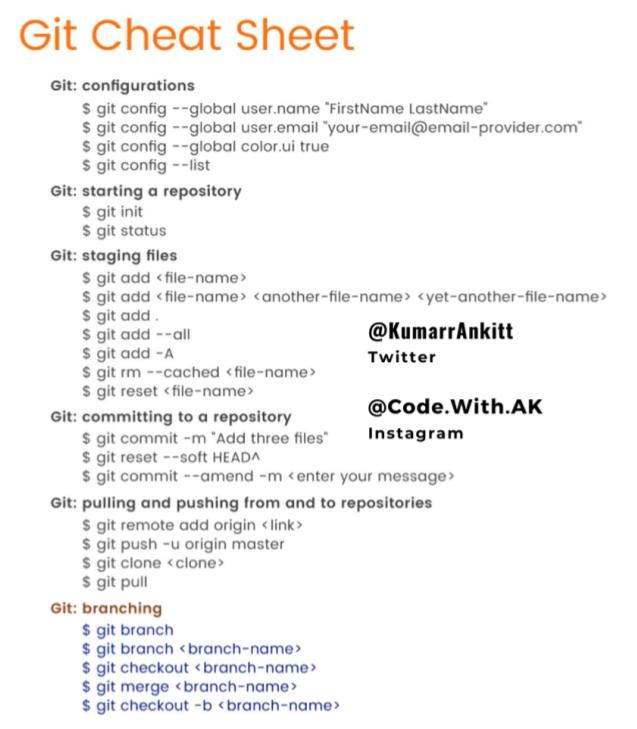 Git Cheat Sheet
Git: configurations
$ git config --global user.name "FirstName LastName"
$ git config --global user.email "your-email@email-provider.com"
$ git config --global color.ui true
$ git config --list
Git: starting a repository
$ git init
$ git status
Git: staging files
$ git add <file-name>
$ git add <file-name> <another-file-name> <yet-another-file-name>
$ git add .
$ git add --all
$ git add -A
$ git rm --cached <file-name>
$ git reset <file-name>
@KumarrAnkitt
Twitter
@Code.With.AK
Instagram
Git: committing to a repository
$ git commit -m "Add three files"
$ git reset --soft HEAD^
$ git commit --amend -m <enter your message>
Git: pulling and pushing from and to repositories
$ git remote add origin <link>
$ git push -u origin master
$ git clone <clone>
$ git pull
Git: branching
$ git branch
$ git branch <branch-name>
$ git checkout <branch-name>
$ git merge <branch-name>
$ git checkout -b <branch-name>